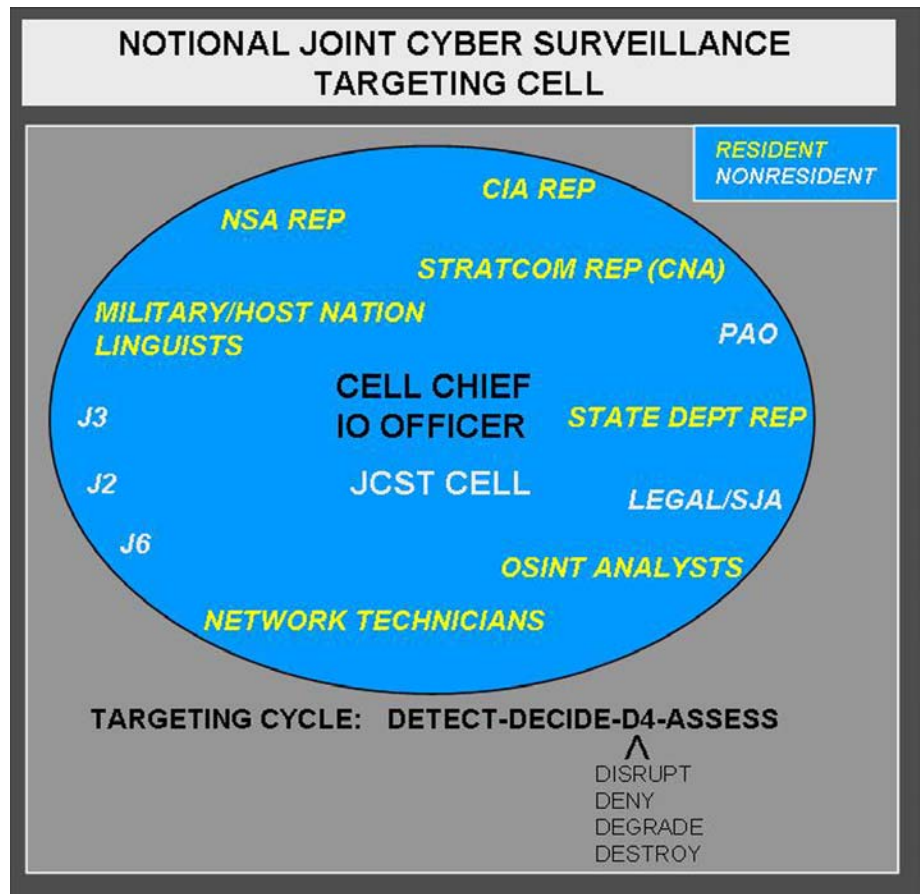 NOTIONAL JOINT CYBER SURVEILLANCE
TARGETING CELL
RESIDENT
NONRESIDENT
CIA REP
NSA REP
STRATCOM REP (CNA)
MILITARY/HOST NATION
LINGUISTS
PAO
CELL CHIEF
IO OFFICER
J3
STATE DEPT REP
J2
JCST CELL
LEGAL/SJA
J6
OSINT ANALYSTS
NETWORK TECHNICIANS
TARGETING CYCLE: DETECT-DECIDE-D4-ASSESS
DISRUPT
DENY
DEGRADE
DESTROY